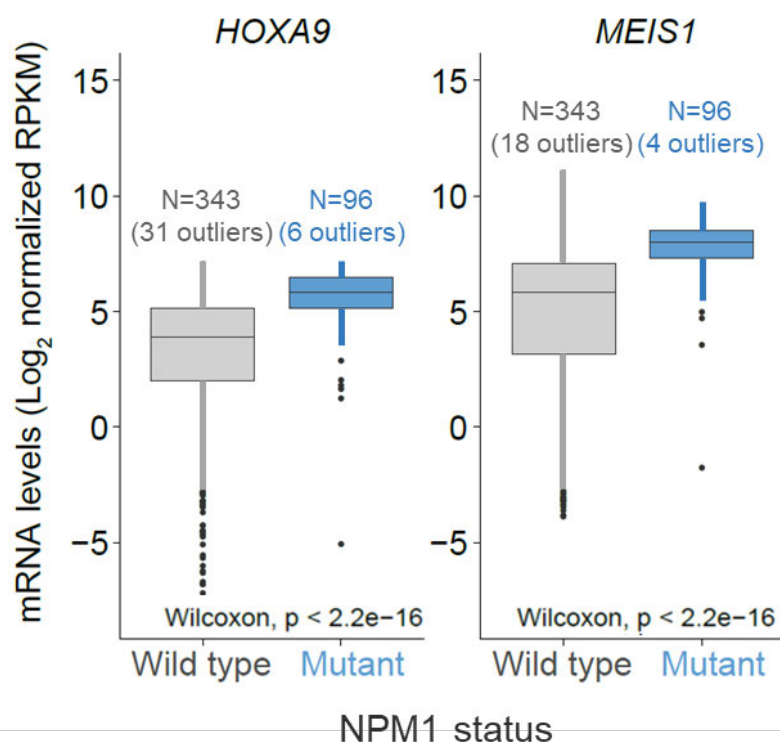 HOXA9
MEIS1
mRNA levels (Log2 normalized RPKM)
15
10
5
0
−5
N=343
(31 outliers)
N=96
(6 outliers)
Wilcoxon, p < 2.2e−16
Wild type
Mutant
15
10
5
0
−5
N=343
(18 outliers)
N=96
(4 outliers)
Wilcoxon, p < 2.2e−16
Wild type
Mutant
NPM1 status